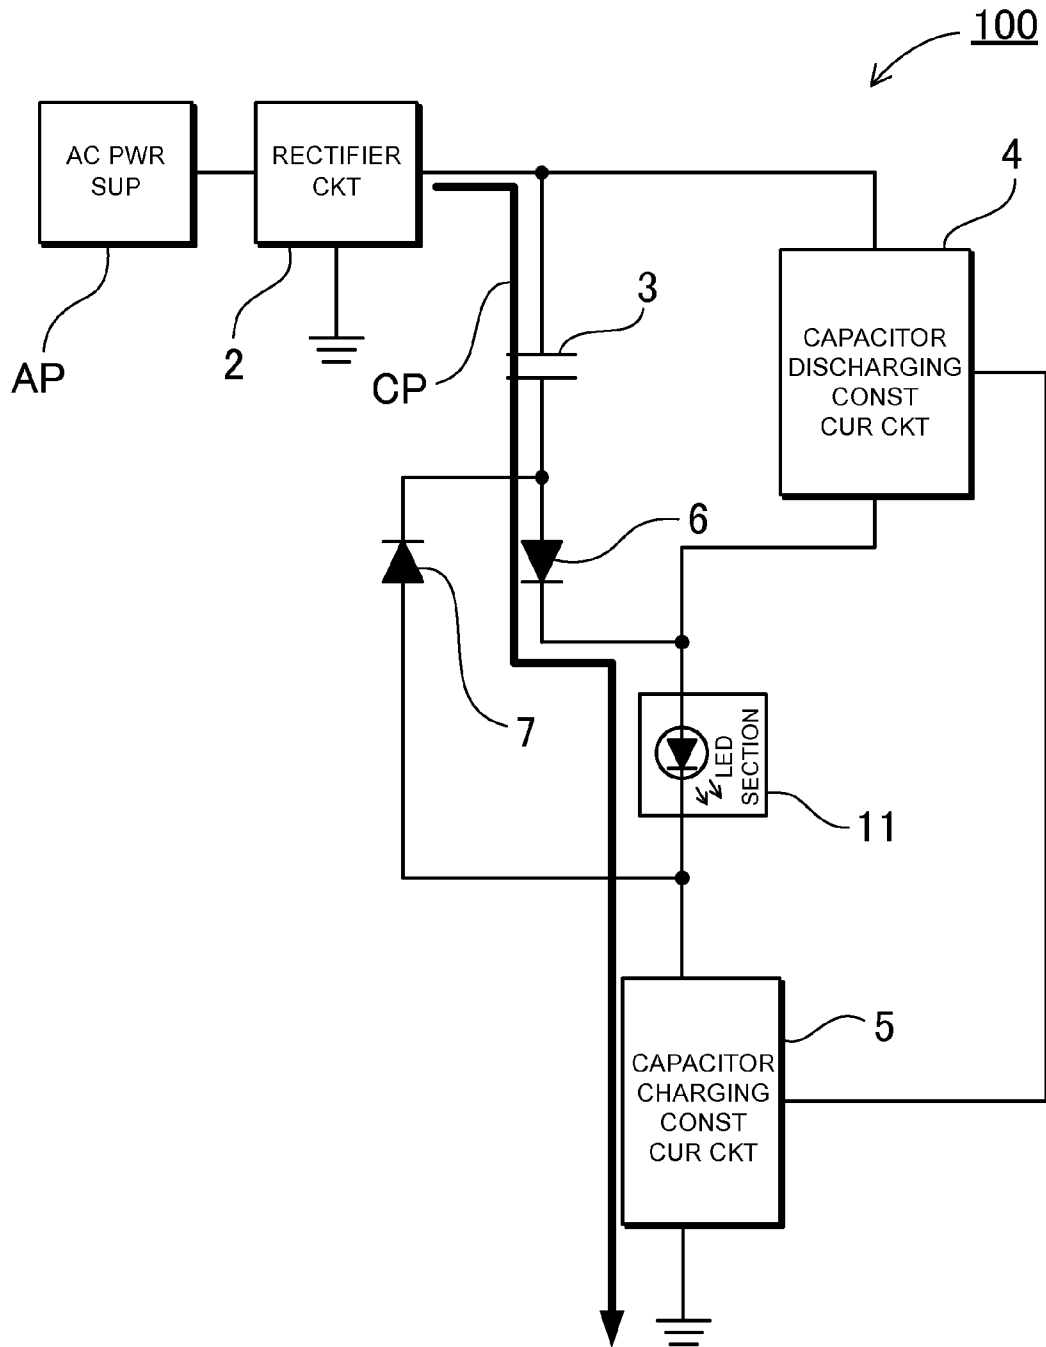 100
AC PWR
SUP
RECTIFIER
CKT
4
AP
2
CP
3
CAPACITOR
DISCHARGING
CONST
CUR CKT
6
7
LED
SECTION
11
5
CAPACITOR
CHARGING
CONST
CUR CKT